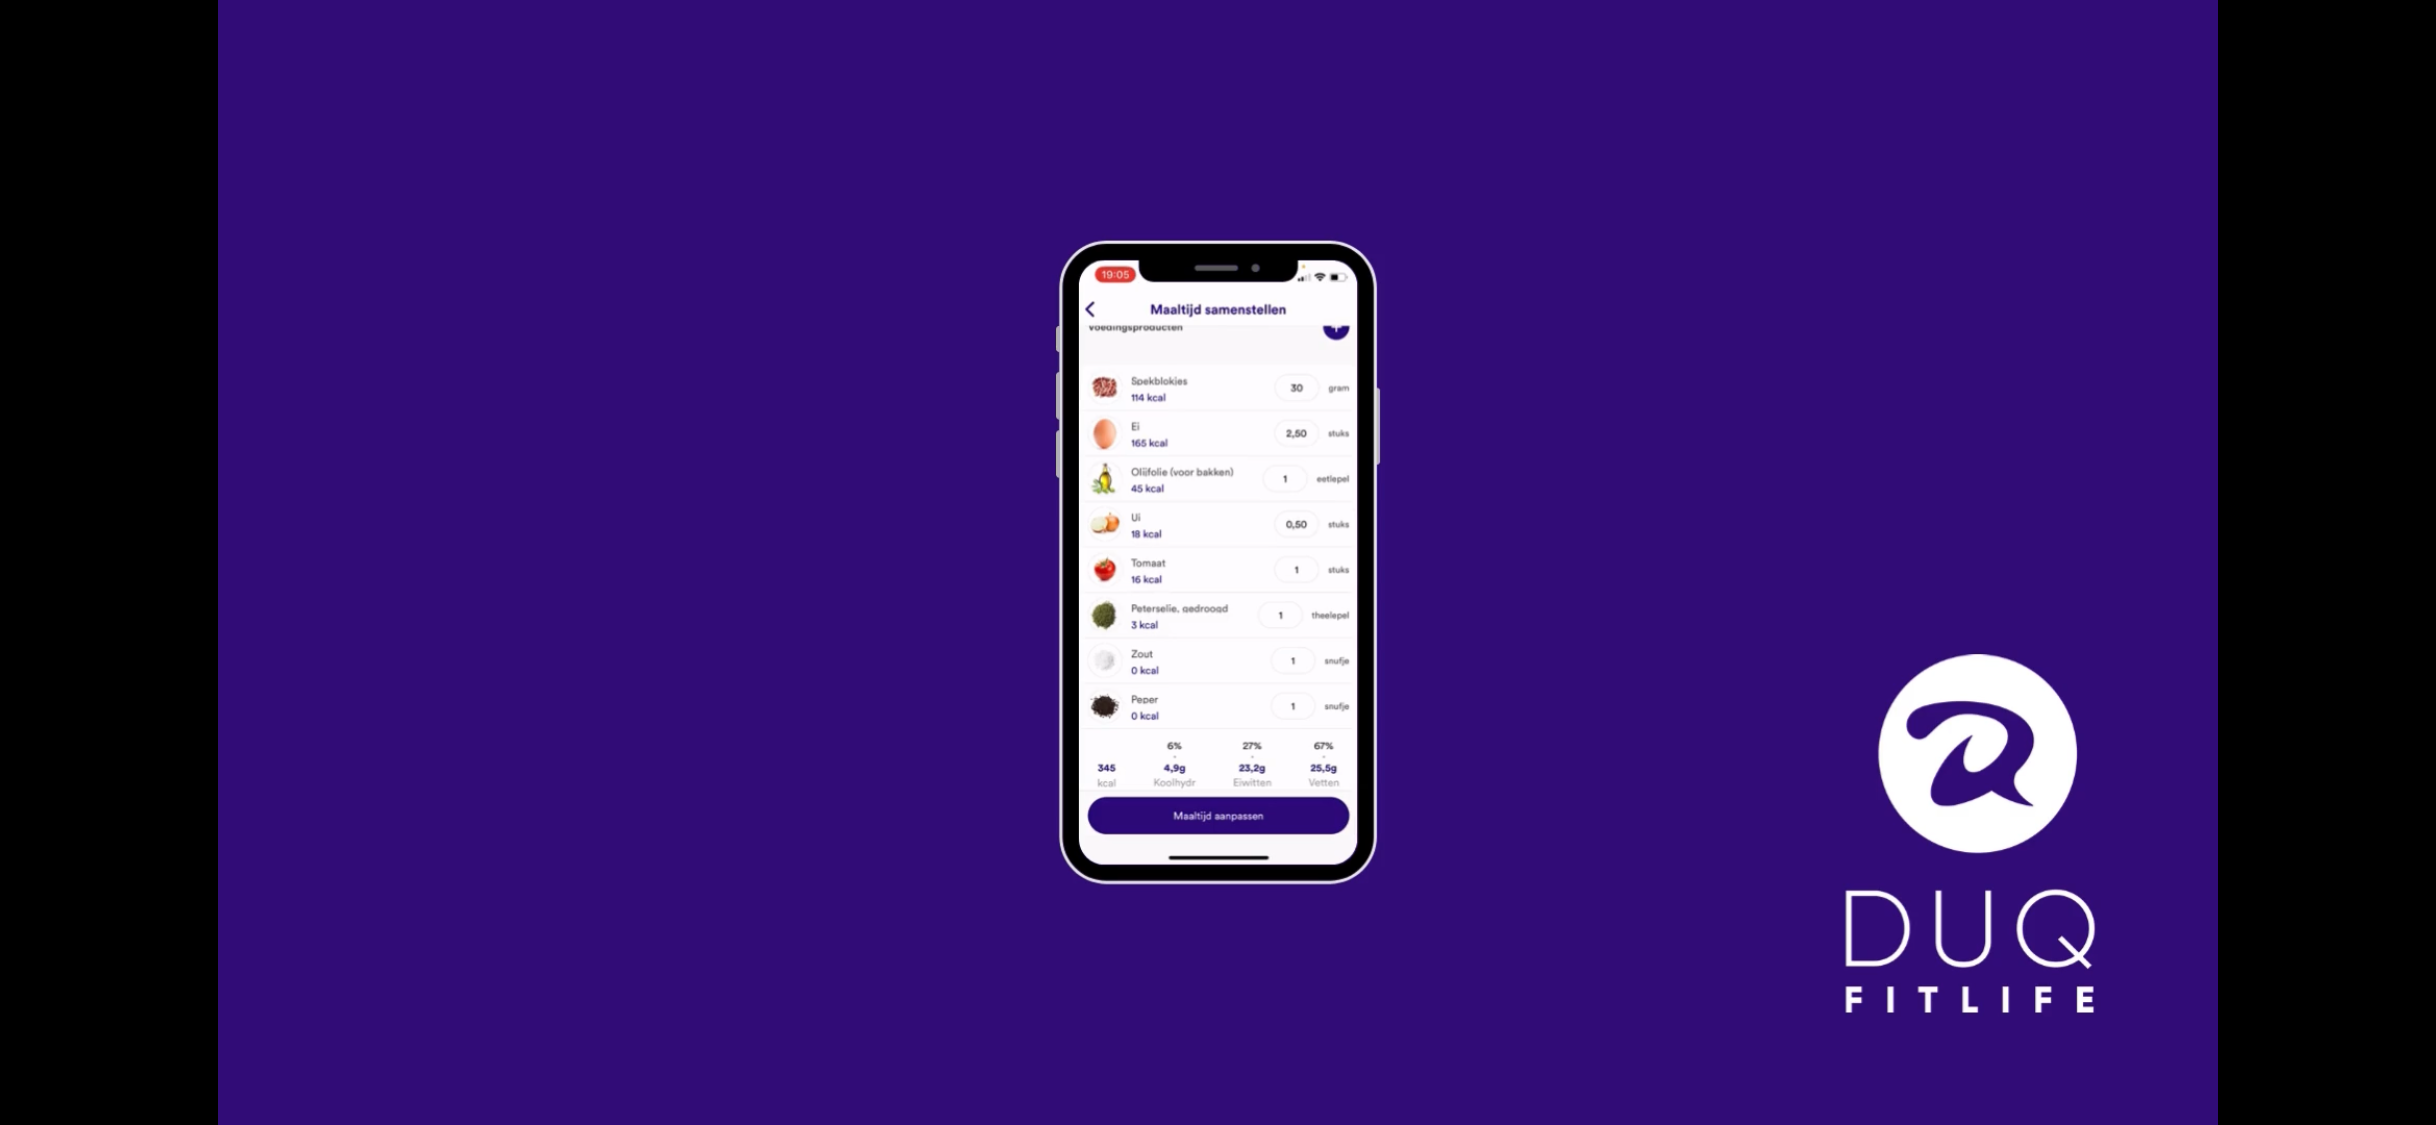 19:05
Maaltijd samenstellen
Voedingsproducten
Spekblokjes
114 kcal
30 gram
Ei
165 kcal
2,50 stuks
Olijfolie (voor bakken)
45 kcal
1 eetlepel
Ui
18 kcal
0,50 stuks
Tomaat
16 kcal
1 stuks
Peterselie, gedroogd
3 kcal
1 theelepel
Zout
0 kcal
1 snufje
Peper
0 kcal
1 snufje
6% 27% 67%
- - -
345 4,9g 23,2g 25,5g
kcal Koolhydr Eiwitten Vetten
Maaltijd aanpassen
DUQ
FITLIFE